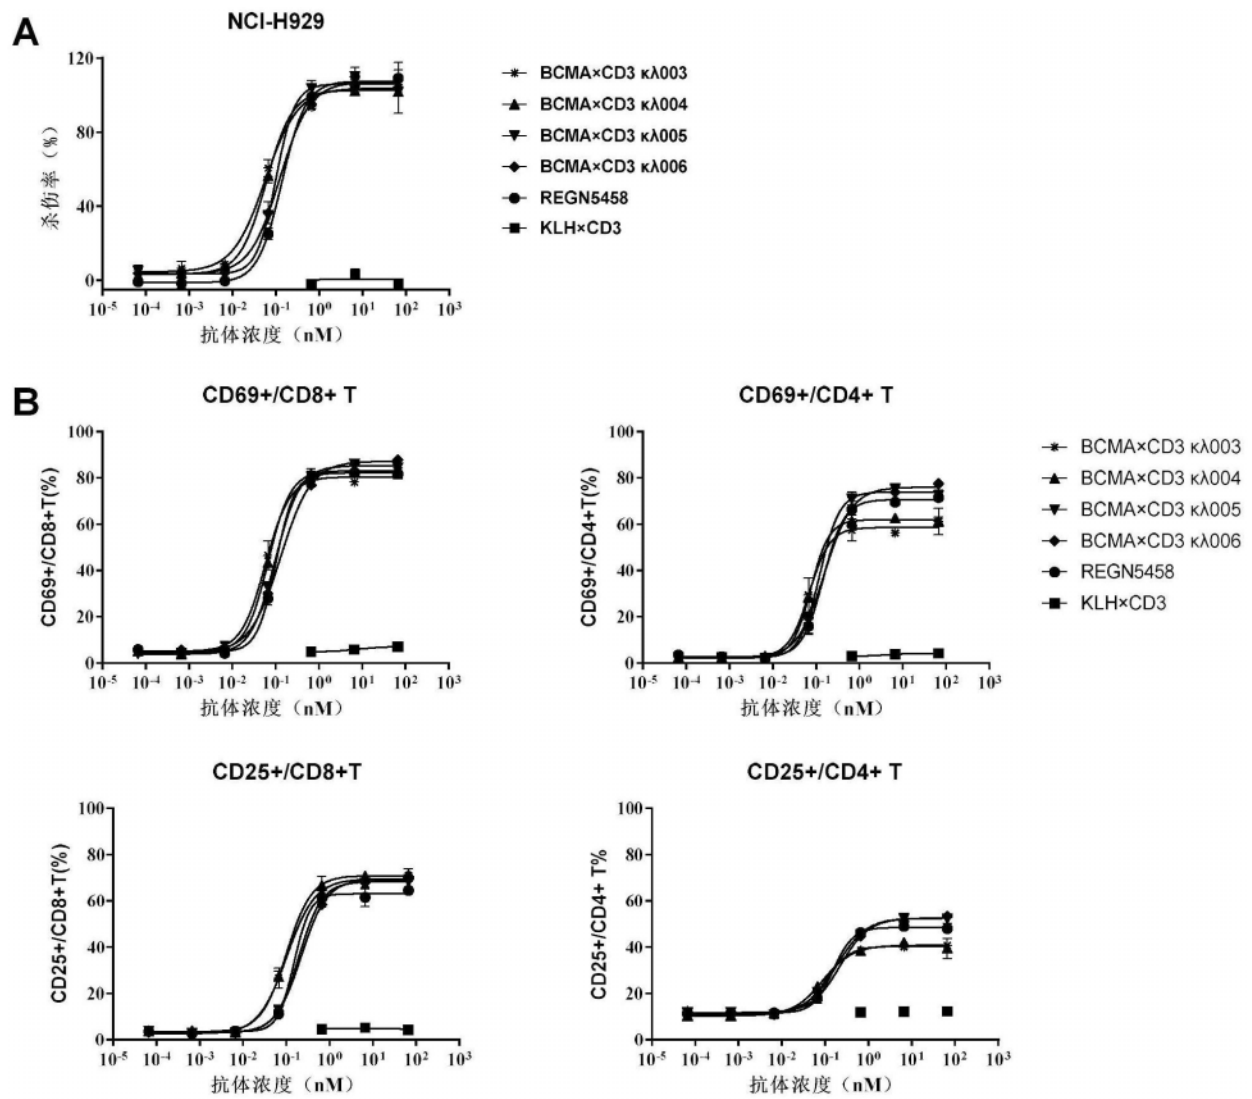 A
NCI-H929
120
80
40
0
杀伤率（%）
10⁻⁵ 10⁻⁴ 10⁻³ 10⁻² 10⁻¹ 10⁰ 10¹ 10² 10³
抗体浓度（nM）
BCMA×CD3 κλ003
BCMA×CD3 κλ004
BCMA×CD3 κλ005
BCMA×CD3 κλ006
REGN5458
KLH×CD3
B
CD69+/CD8+ T
100
80
60
40
20
0
CD69+/CD8+T(%)
10⁻⁵ 10⁻⁴ 10⁻³ 10⁻² 10⁻¹ 10⁰ 10¹ 10² 10³
抗体浓度（nM）
CD69+/CD4+ T
100
80
60
40
20
0
CD69+/CD4+T(%)
10⁻⁵ 10⁻⁴ 10⁻³ 10⁻² 10⁻¹ 10⁰ 10¹ 10² 10³
抗体浓度（nM）
BCMA×CD3 κλ003
BCMA×CD3 κλ004
BCMA×CD3 κλ005
BCMA×CD3 κλ006
REGN5458
KLH×CD3
CD25+/CD8+T
100
80
60
40
20
0
CD25+/CD8+T(%)
10⁻⁵ 10⁻⁴ 10⁻³ 10⁻² 10⁻¹ 10⁰ 10¹ 10² 10³
抗体浓度（nM）
CD25+/CD4+ T
100
80
60
40
20
0
CD25+/CD4+ T%
10⁻⁵ 10⁻⁴ 10⁻³ 10⁻² 10⁻¹ 10⁰ 10¹ 10² 10³
抗体浓度（nM）